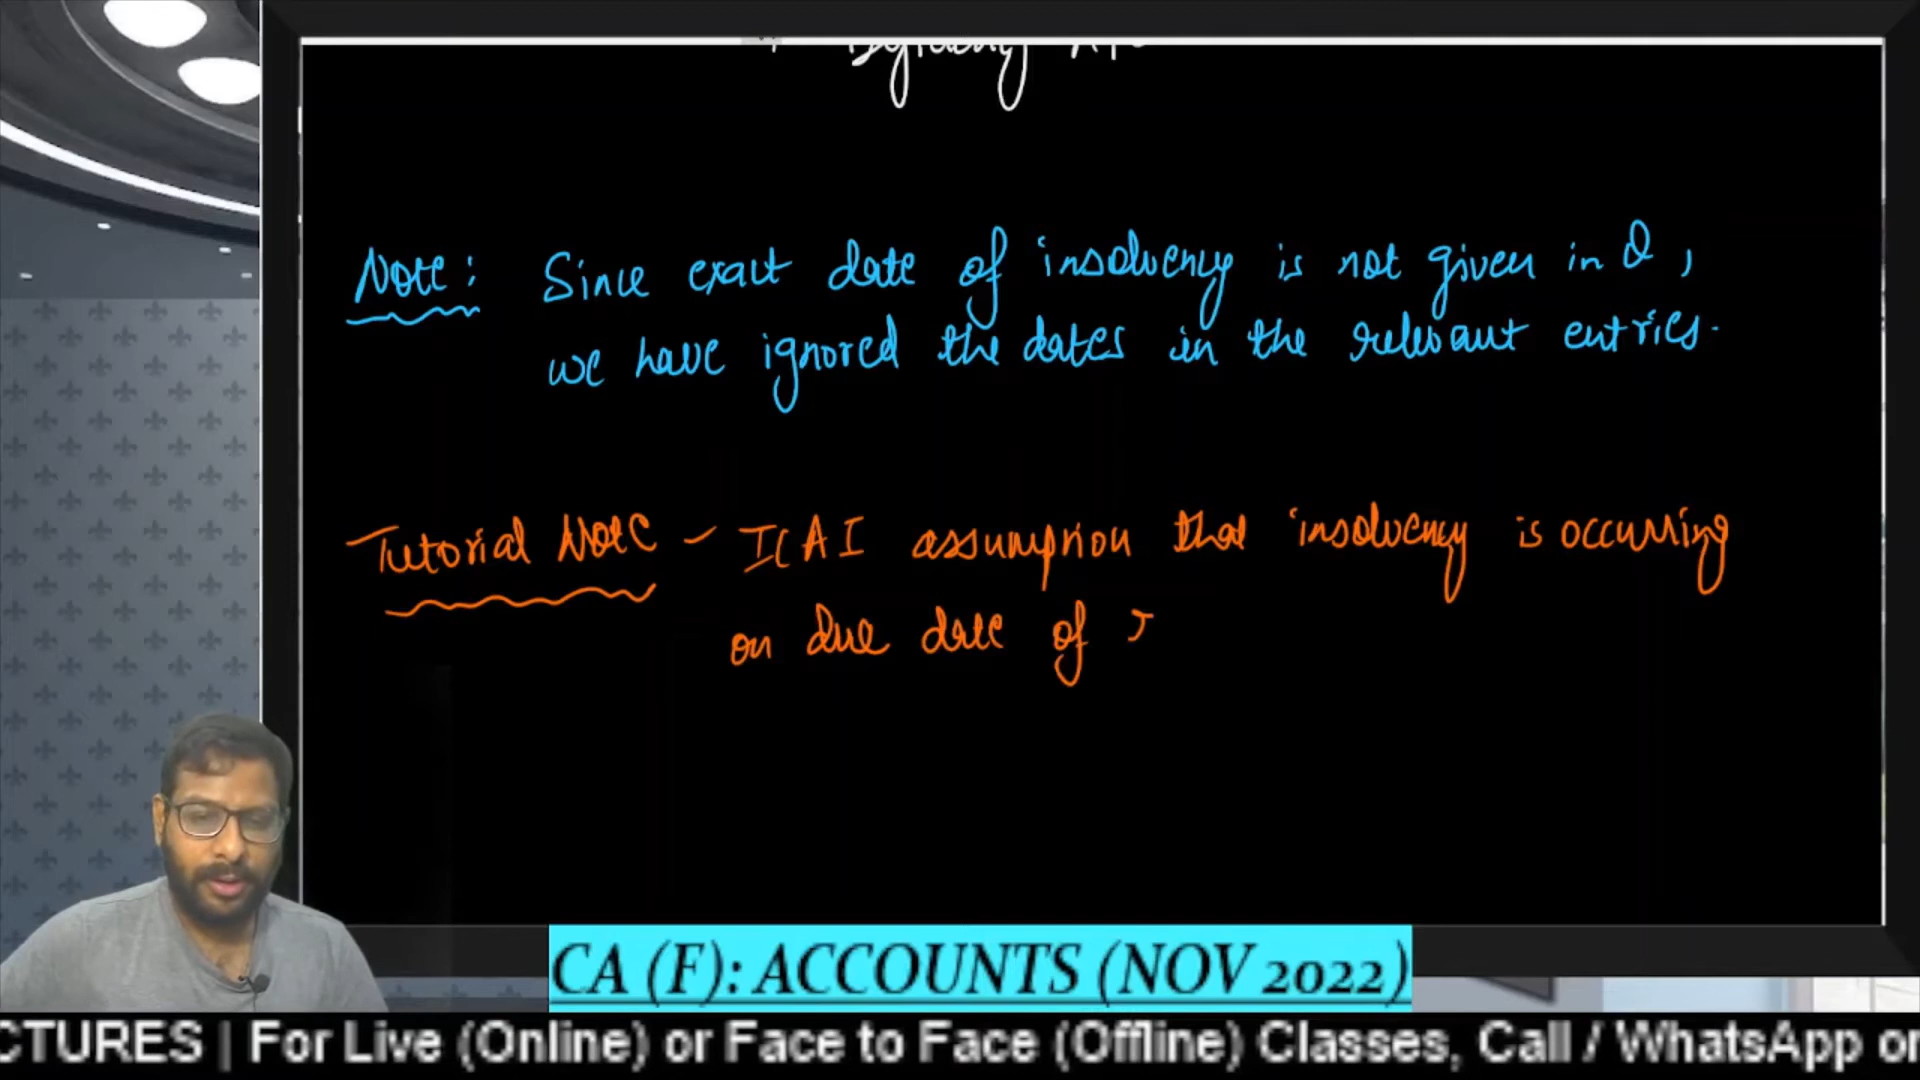 Deficiency A/c
Note: Since exact date of insolvency is not given in Q,
we have ignored the dates in the relevant entries.
Tutorial Note - ICAI assumption that insolvency is occurring
on due date of
CA (F): ACCOUNTS (NOV 2022)
CTURES | For Live (Online) or Face to Face (Offline) Classes, Call / WhatsApp on